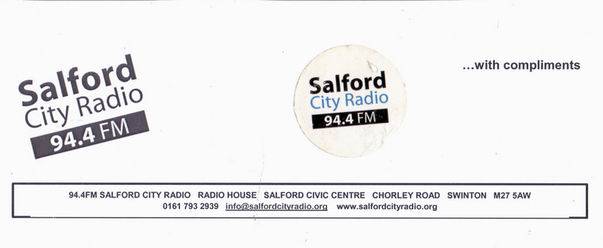 Salford
City Radio
94.4 FM
Salford
City Radio
94.4 FM
...with compliments
94.4FM SALFORD CITY RADIO RADIO HOUSE SALFORD CIVIC CENTRE CHORLEY ROAD SWINTON M27 5AW
0161 793 2939 info@salfordcityradio.org www.salfordcityradio.org